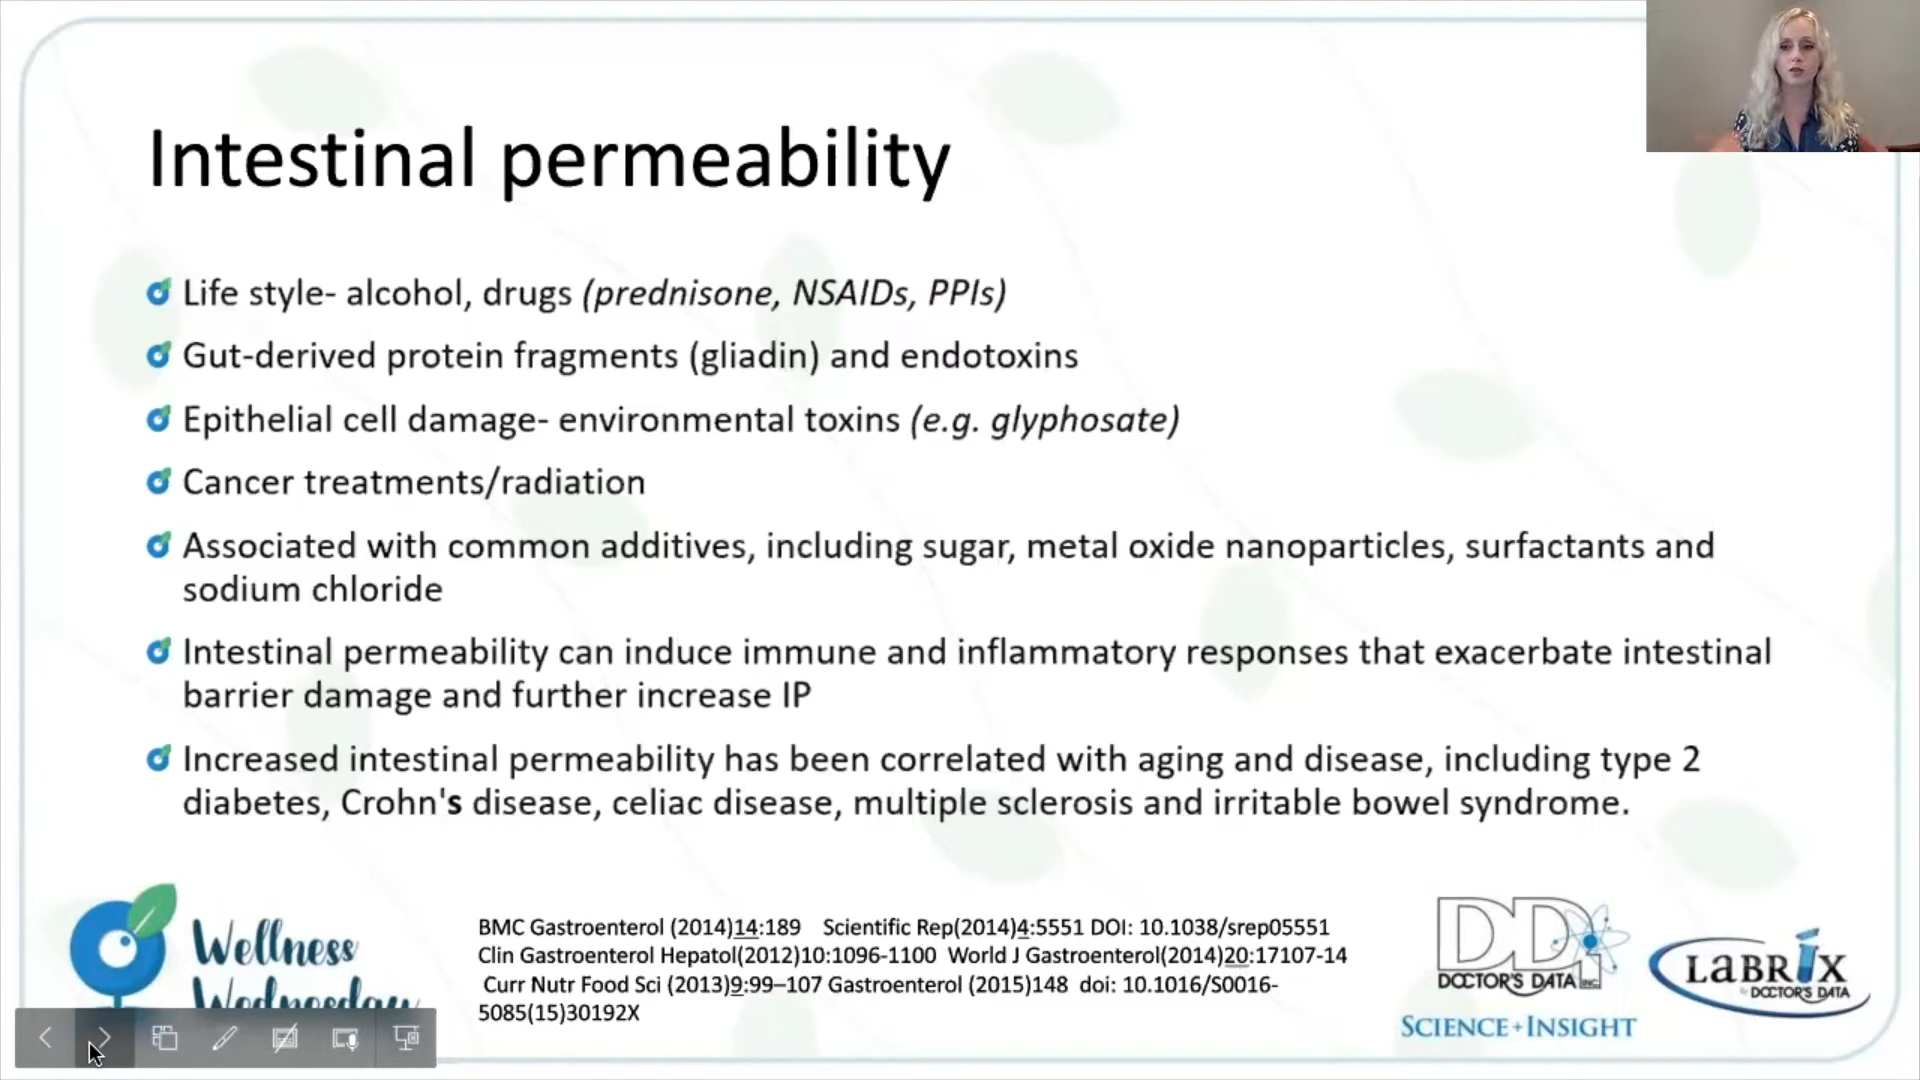 Intestinal permeability
Life style- alcohol, drugs (prednisone, NSAIDs, PPIs)
Gut-derived protein fragments (gliadin) and endotoxins
Epithelial cell damage- environmental toxins (e.g. glyphosate)
Cancer treatments/radiation
Associated with common additives, including sugar, metal oxide nanoparticles, surfactants and
sodium chloride
Intestinal permeability can induce immune and inflammatory responses that exacerbate intestinal
barrier damage and further increase IP
Increased intestinal permeability has been correlated with aging and disease, including type 2
diabetes, Crohn's disease, celiac disease, multiple sclerosis and irritable bowel syndrome.
Wellness
Wednesday
BMC Gastroenterol (2014)14:189 Scientific Rep(2014)4:5551 DOI: 10.1038/srep05551
Clin Gastroenterol Hepatol(2012)10:1096-1100 World J Gastroenterol(2014)20:17107-14
Curr Nutr Food Sci (2013)9:99–107 Gastroenterol (2015)148 doi: 10.1016/S0016-
5085(15)30192X
DDI
DOCTOR'S DATA INC.
SCIENCE+INSIGHT
LABRIX
by DOCTOR'S DATA